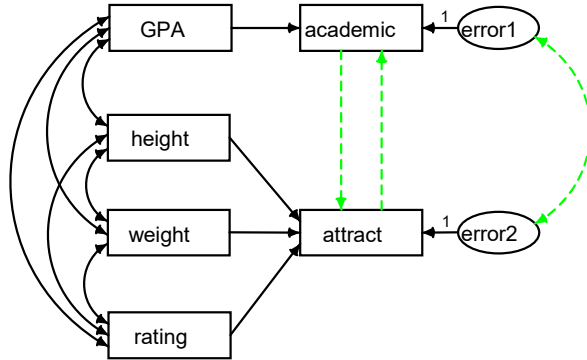 GPA
academic
1
error1
height
weight
attract
1
error2
rating